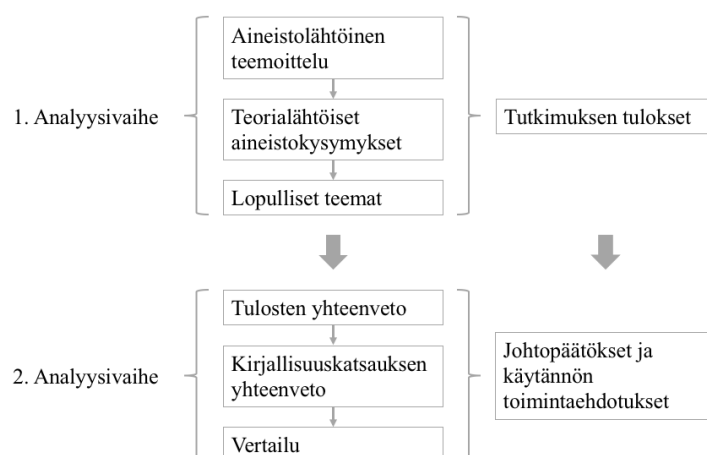 Aineistolähtöinen
teemoittelu
1. Analyysivaihe
Teorialähtöiset
aineistokysymykset
Tutkimuksen tulokset
Lopulliset teemat
Tulosten yhteenveto
2. Analyysivaihe
Kirjallisuuskatsauksen
yhteenveto
Johtopäätökset ja
käytännön
toimintaehdotukset
Vertailu